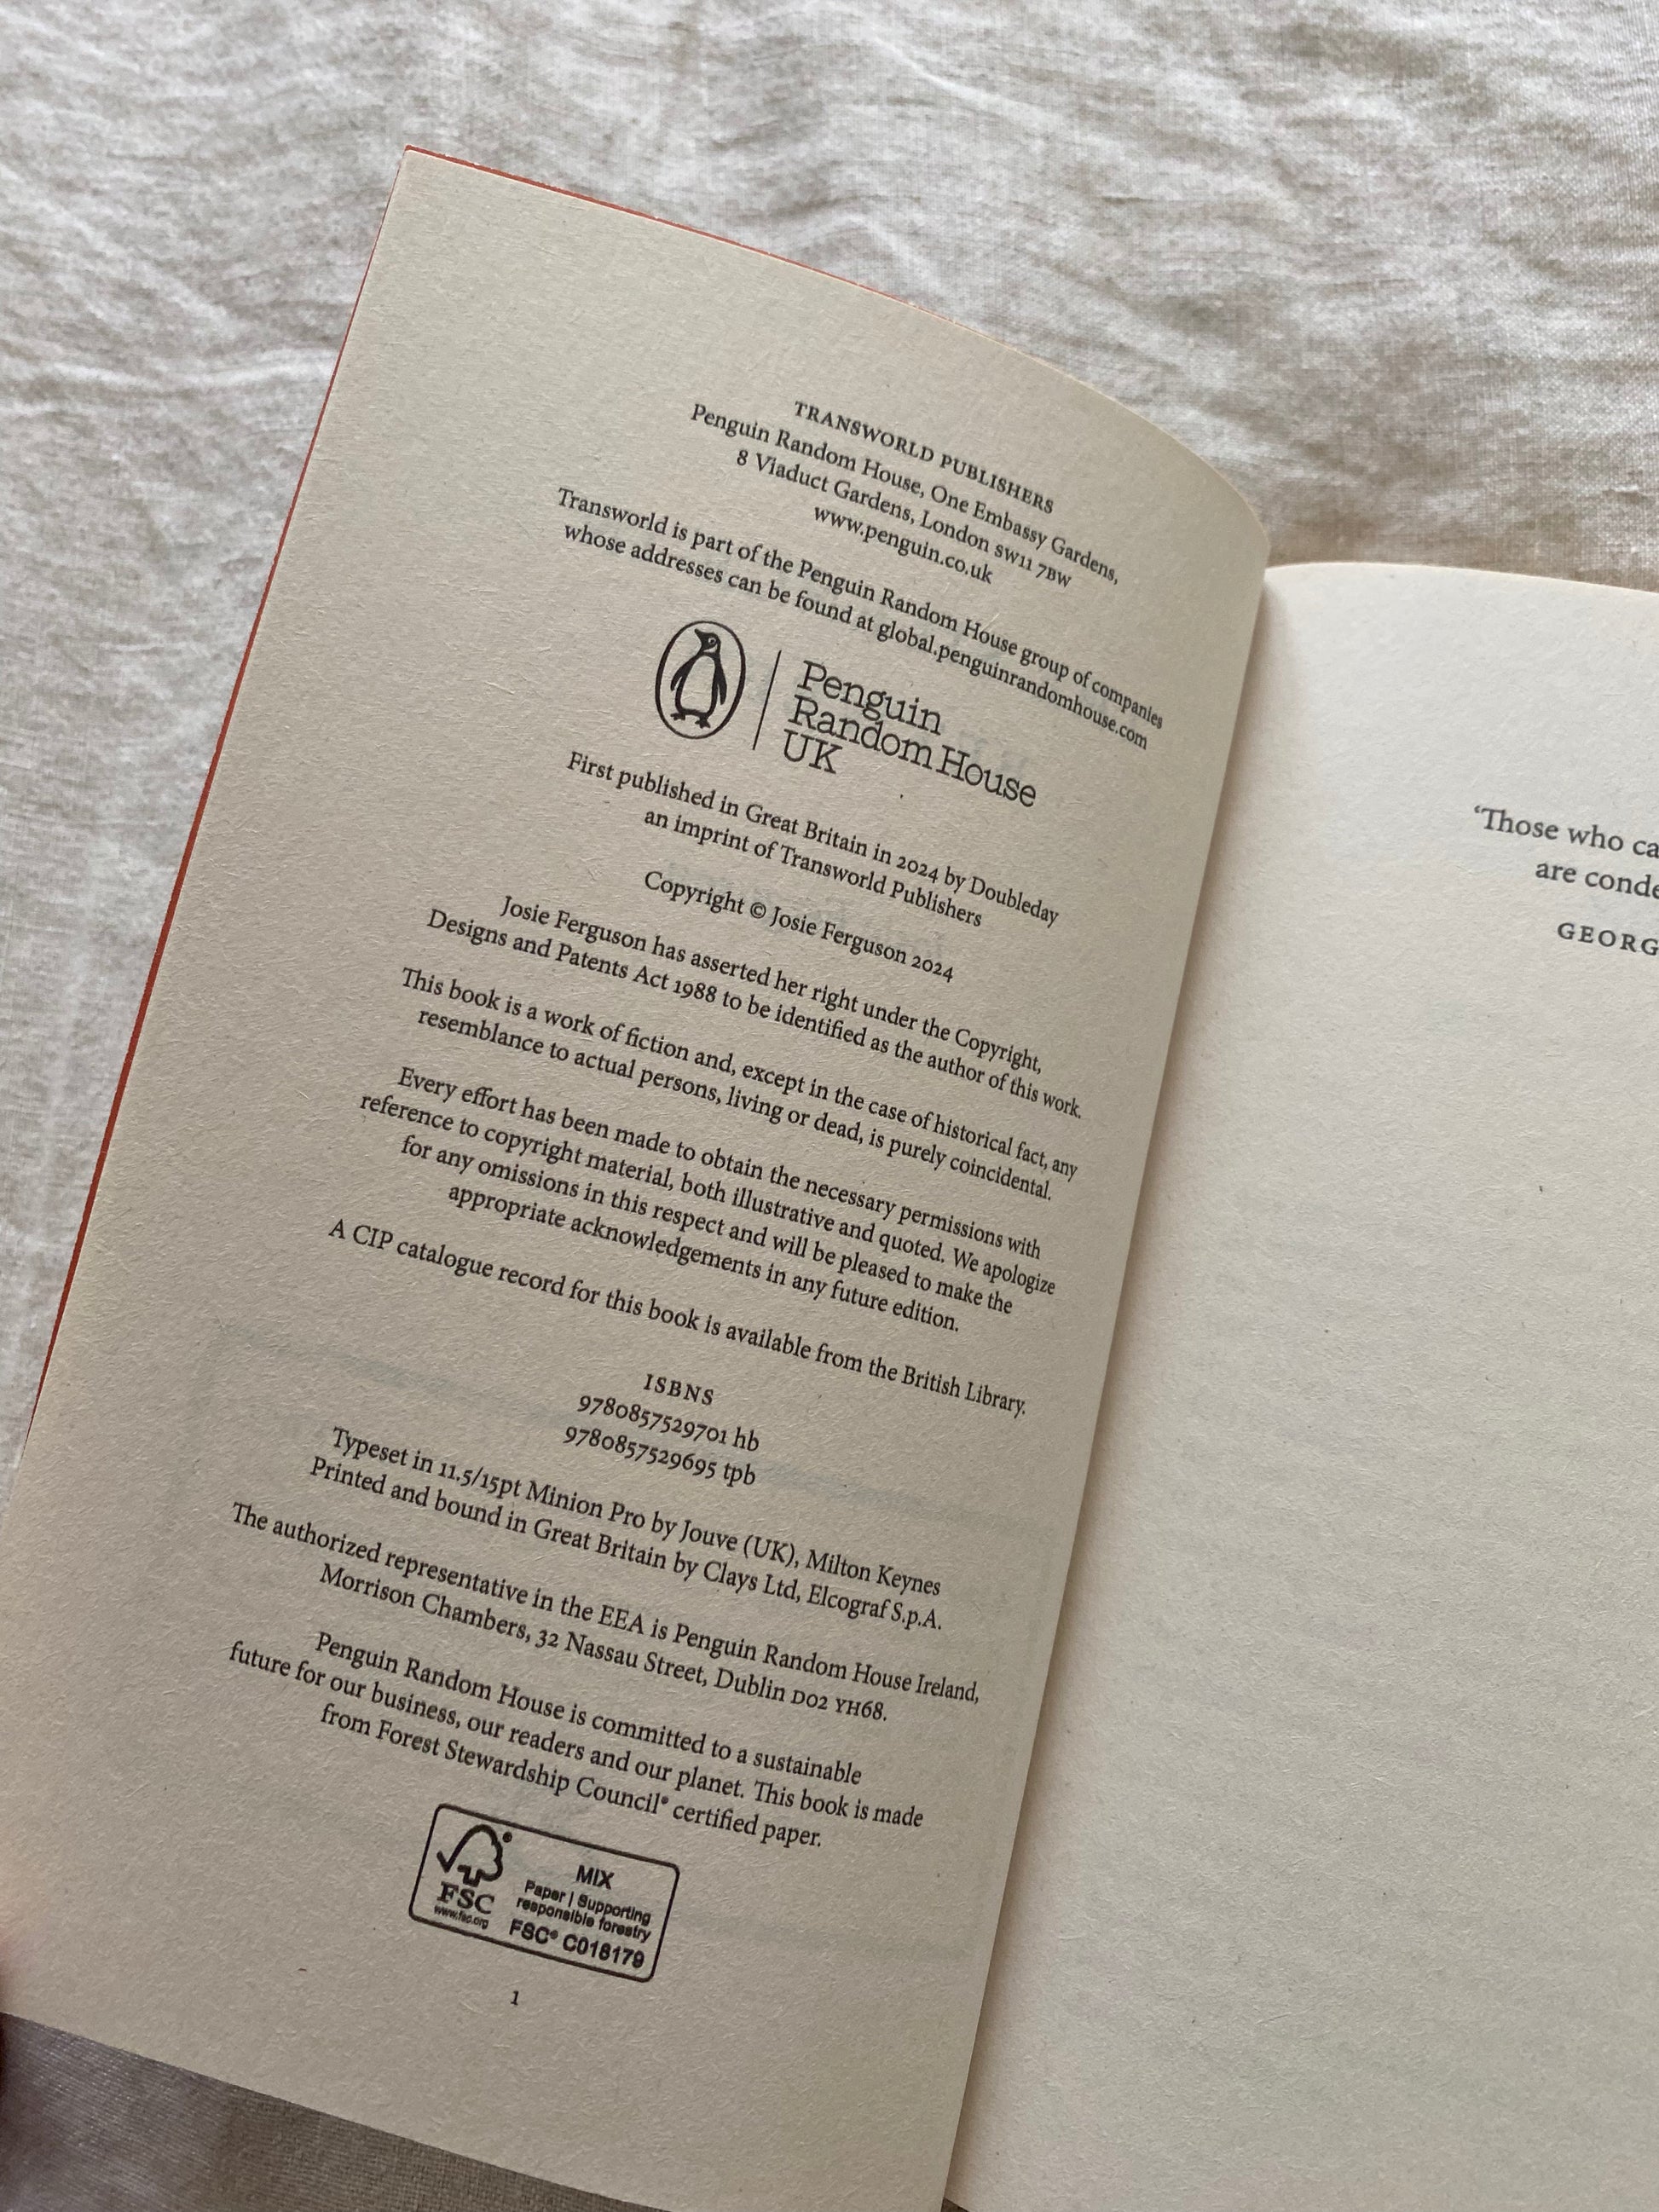 TRANSWORLD PUBLISHERS
Penguin Random House, One Embassy Gardens,
8 Viaduct Gardens, London SW11 7BW
www.penguin.co.uk
Transworld is part of the Penguin Random House group of companies
whose addresses can be found at global.penguinrandomhouse.com
Penguin
Random House
UK
First published in Great Britain in 2024 by Doubleday
an imprint of Transworld Publishers
Copyright © Josie Ferguson 2024
Josie Ferguson has asserted her right under the Copyright,
Designs and Patents Act 1988 to be identified as the author of this work.
This book is a work of fiction and, except in the case of historical fact, any
resemblance to actual persons, living or dead, is purely coincidental.
Every effort has been made to obtain the necessary permissions with
reference to copyright material, both illustrative and quoted. We apologize
for any omissions in this respect and will be pleased to make the
appropriate acknowledgements in any future edition.
A CIP catalogue record for this book is available from the British Library.
ISBNS
9780857529701 hb
9780857529695 tpb
Typeset in 11.5/15pt Minion Pro by Jouve (UK), Milton Keynes
Printed and bound in Great Britain by Clays Ltd, Elcograf S.p.A.
The authorized representative in the EEA is Penguin Random House Ireland,
Morrison Chambers, 32 Nassau Street, Dublin D02 YH68.
Penguin Random House is committed to a sustainable
future for our business, our readers and our planet. This book is made
from Forest Stewardship Council® certified paper.
FSC
www.fsc.org
MIX
Paper | Supporting
responsible forestry
FSC® C018179
1
‘Those who ca
are conde
GEORG